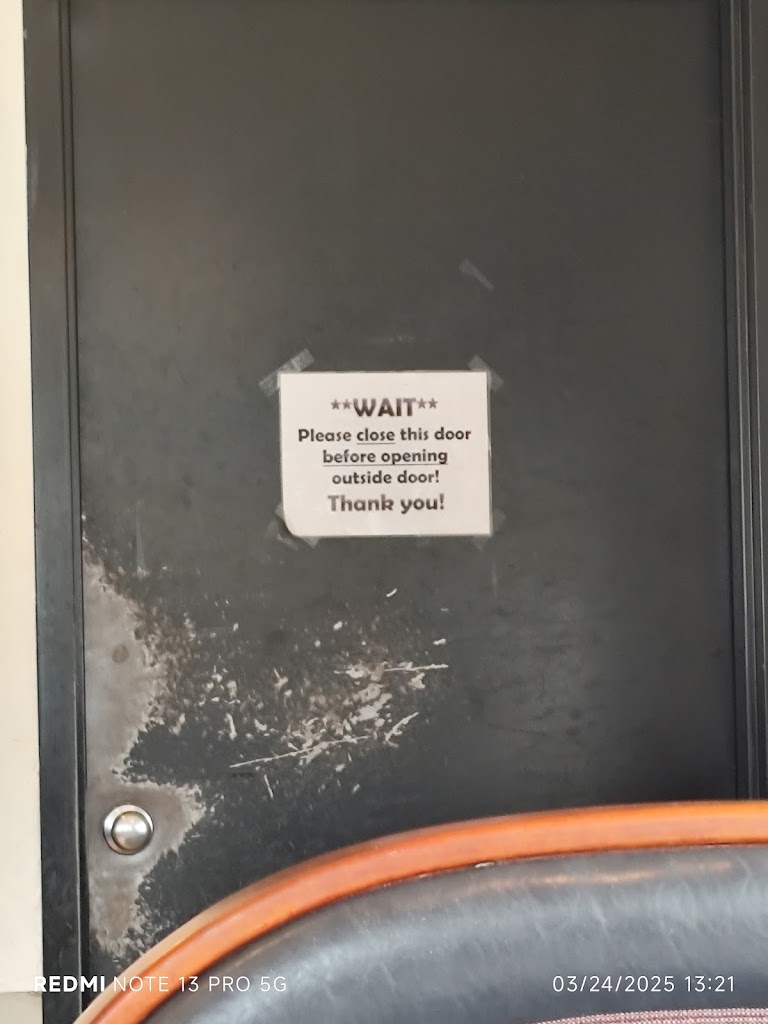 **WAIT**
Please close this door
before opening
outside door!
Thank you!
REDMI NOTE 13 PRO 5G
03/24/2025 13:21